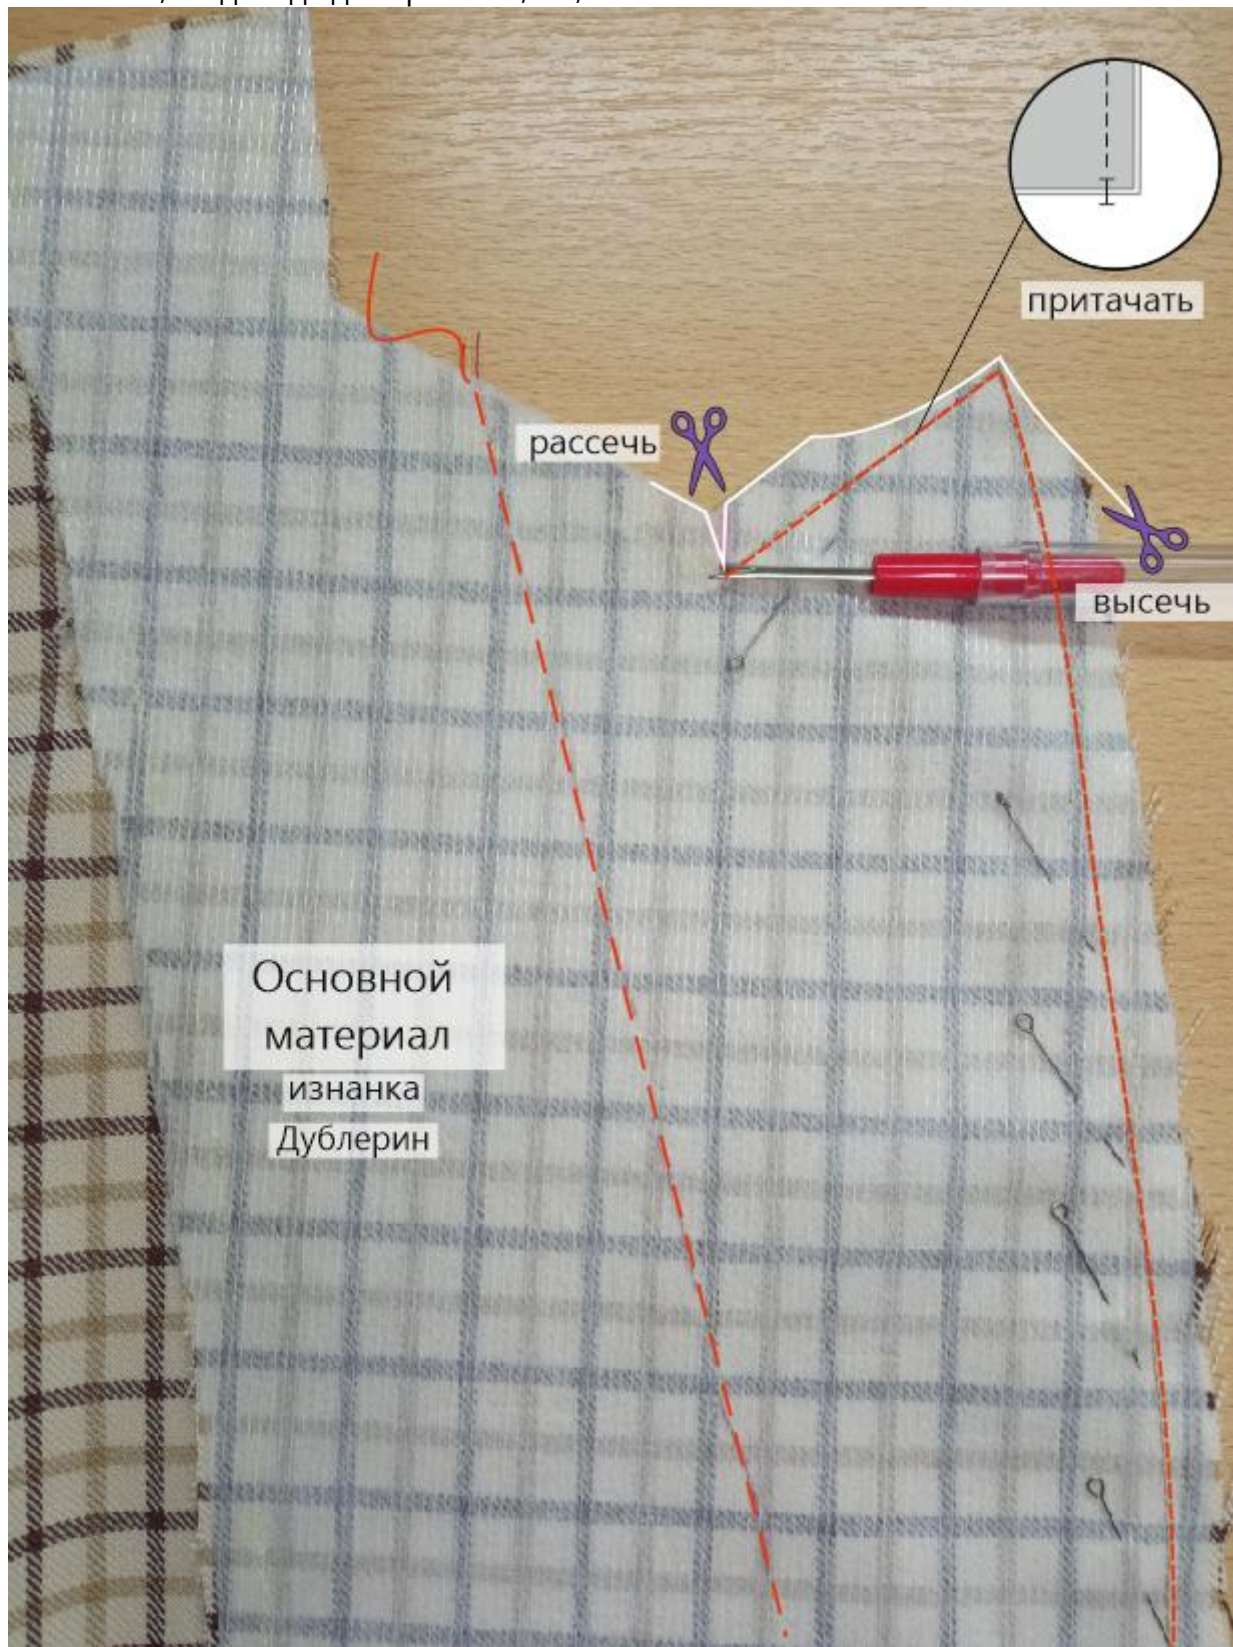 притачать
рассечь
высечь
Основной
материал
изнанка
Дублерин